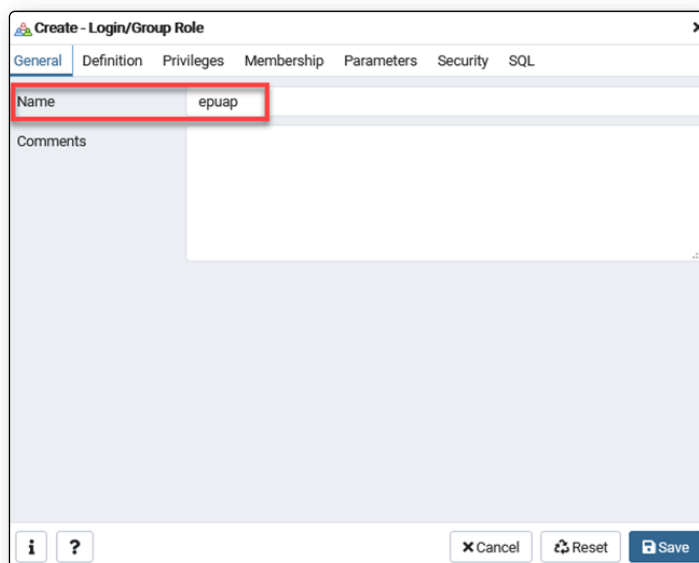 Create - Login/Group Role
General Definition Privileges Membership Parameters Security SQL
Name epuap
Comments
i ? Cancel Reset Save